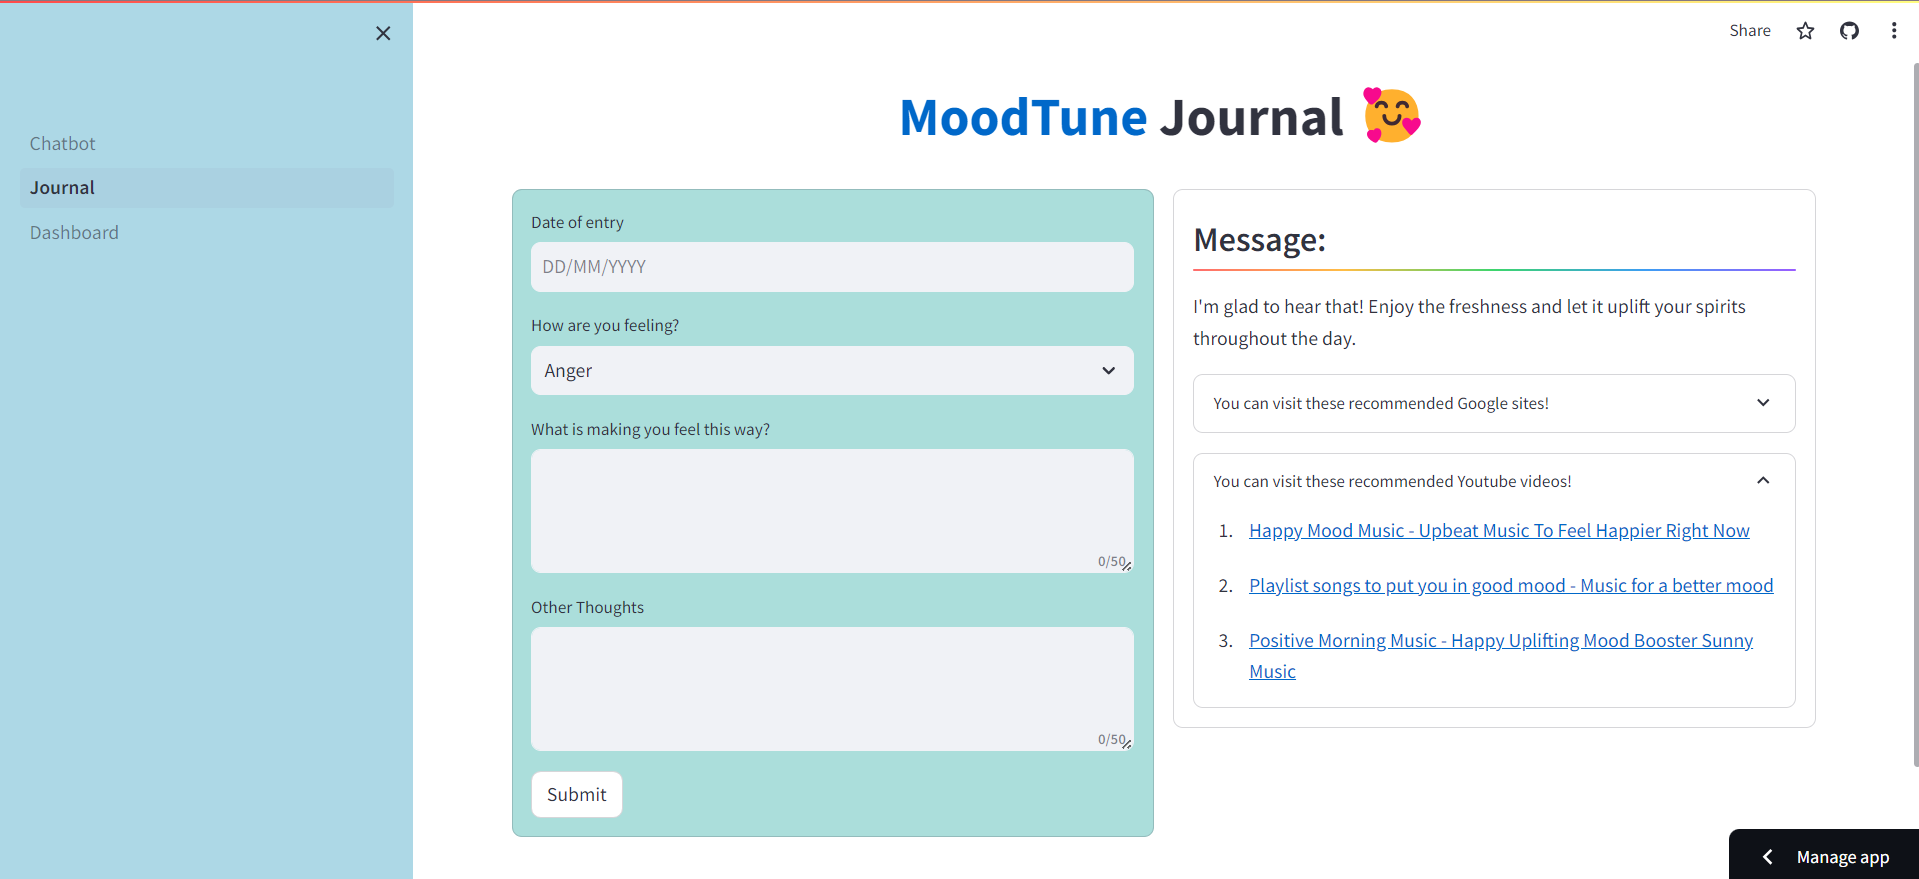 Share
Chatbot
Journal
Dashboard
MoodTune Journal
Date of entry
DD/MM/YYYY
How are you feeling?
Anger
What is making you feel this way?
0/50
Other Thoughts
0/50
Submit
Message:
I'm glad to hear that! Enjoy the freshness and let it uplift your spirits
throughout the day.
You can visit these recommended Google sites!
You can visit these recommended Youtube videos!
1. Happy Mood Music - Upbeat Music To Feel Happier Right Now
2. Playlist songs to put you in good mood - Music for a better mood
3. Positive Morning Music - Happy Uplifting Mood Booster Sunny
Music
Manage app